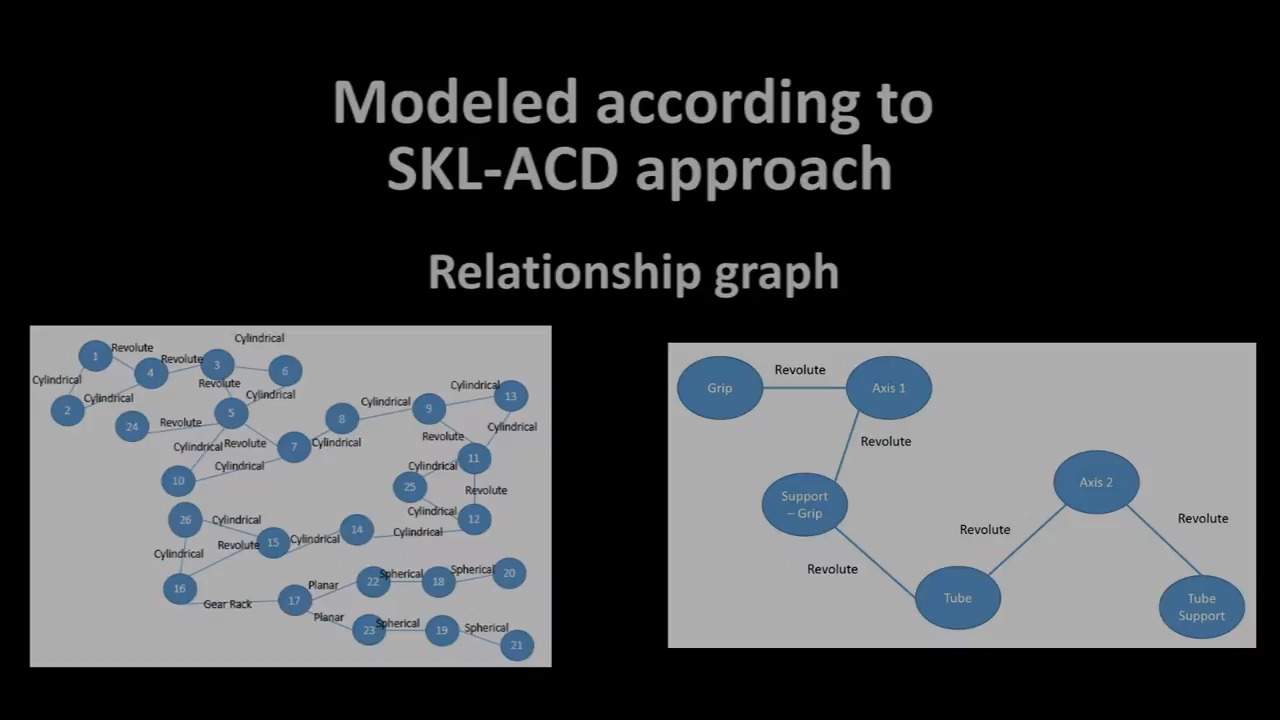 Modeled according to
SKL-ACD approach
Relationship graph
Cylindrical
1
Revolute
Revolute
3
4
6
Cylindrical
Revolute
Cylindrical
Cylindrical
2
5
24
Revolute
Cylindrical
Revolute
7
Cylindrical
8
Cylindrical
9
Cylindrical
13
Cylindrical
Revolute
10
Cylindrical
11
Cylindrical
25
Revolute
Cylindrical
12
26
Cylindrical
14
Cylindrical
Revolute
15
Cylindrical
Cylindrical
16
Gear Rack
17
Planar
22
Spherical
18
Spherical
20
Planar
23
Spherical
19
Spherical
21
Grip
Revolute
Axis 1
Revolute
Support
– Grip
Revolute
Tube
Revolute
Axis 2
Revolute
Tube
Support